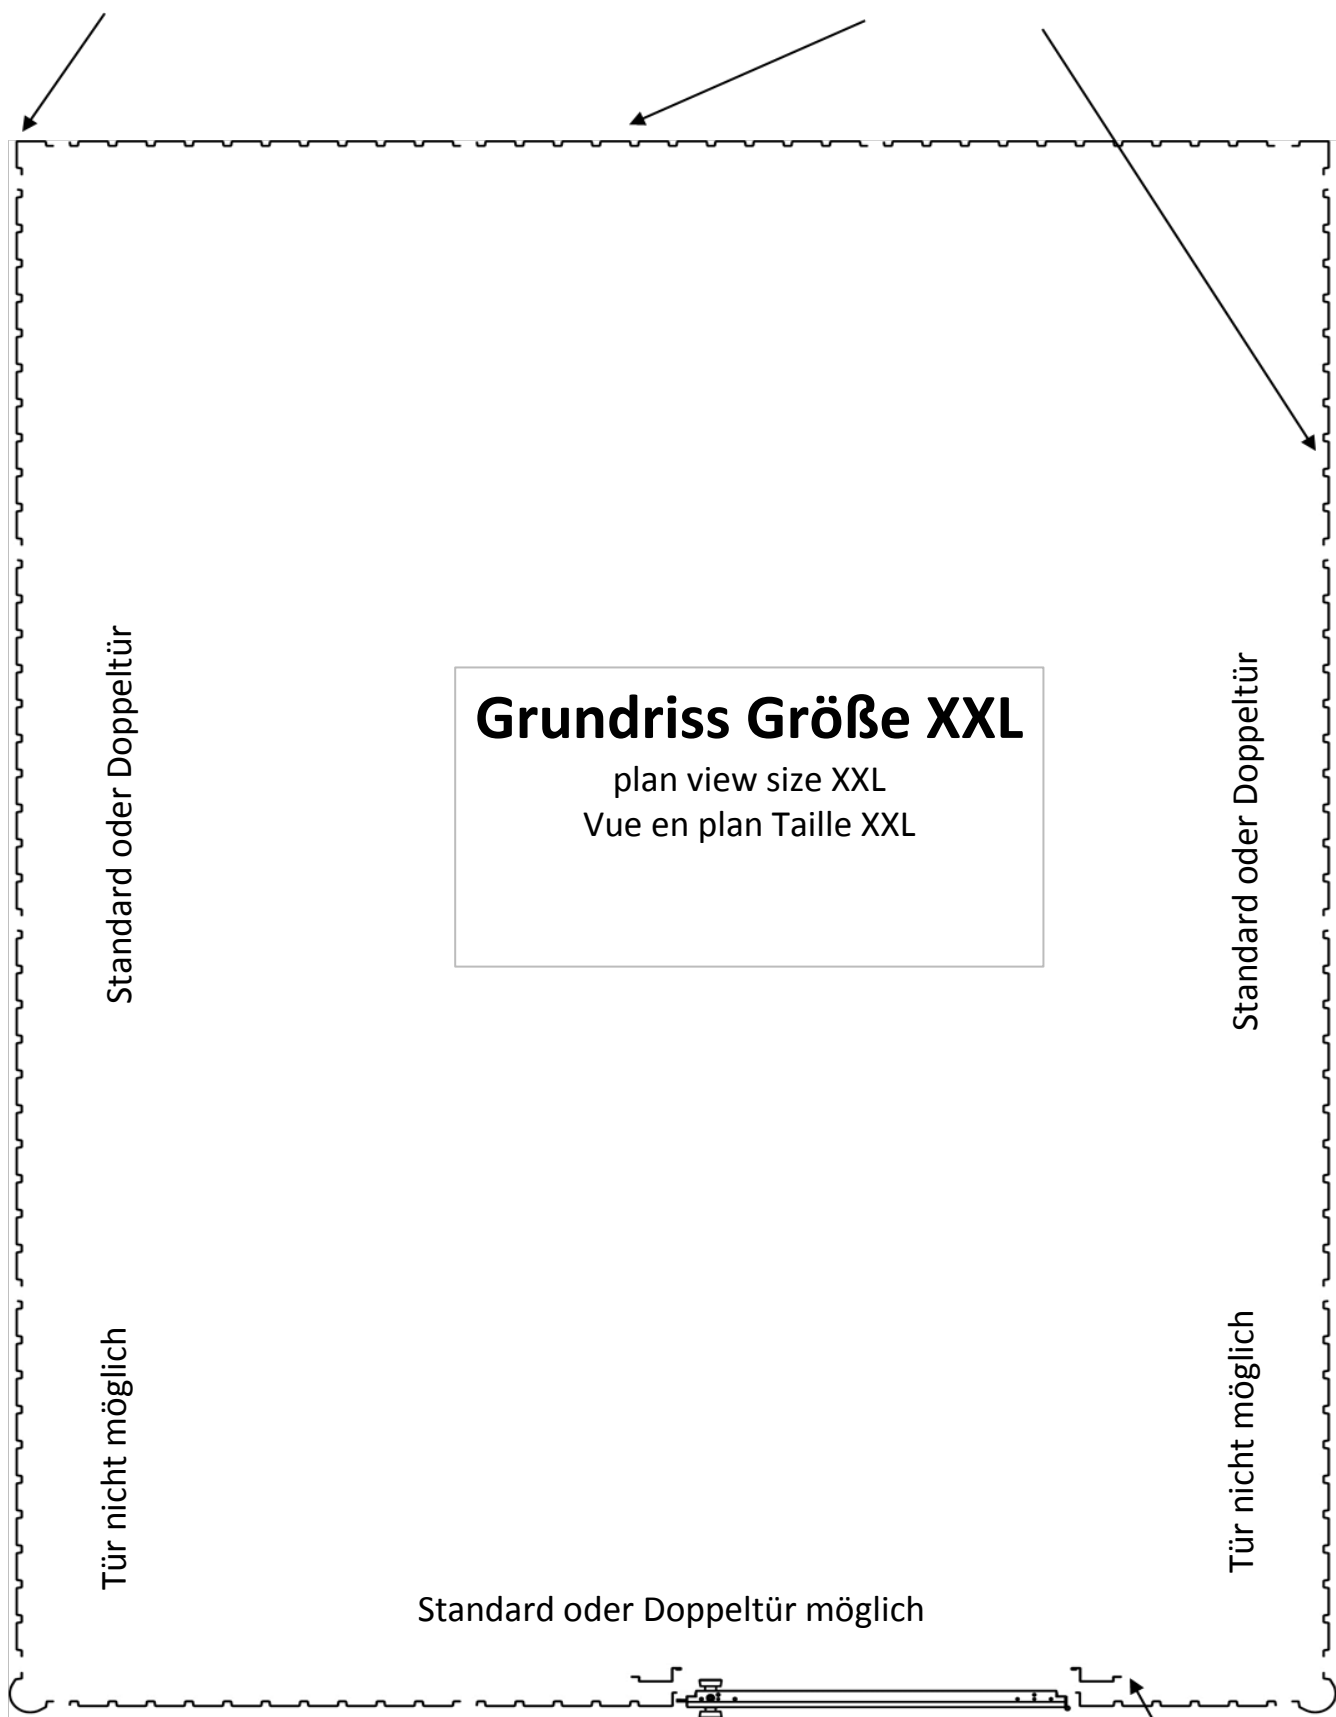 Standard oder Doppeltür
Grundriss Größe XXL
plan view size XXL
Vue en plan Taille XXL
Standard oder Doppeltür
Tür nicht möglich
Tür nicht möglich
Standard oder Doppeltür möglich